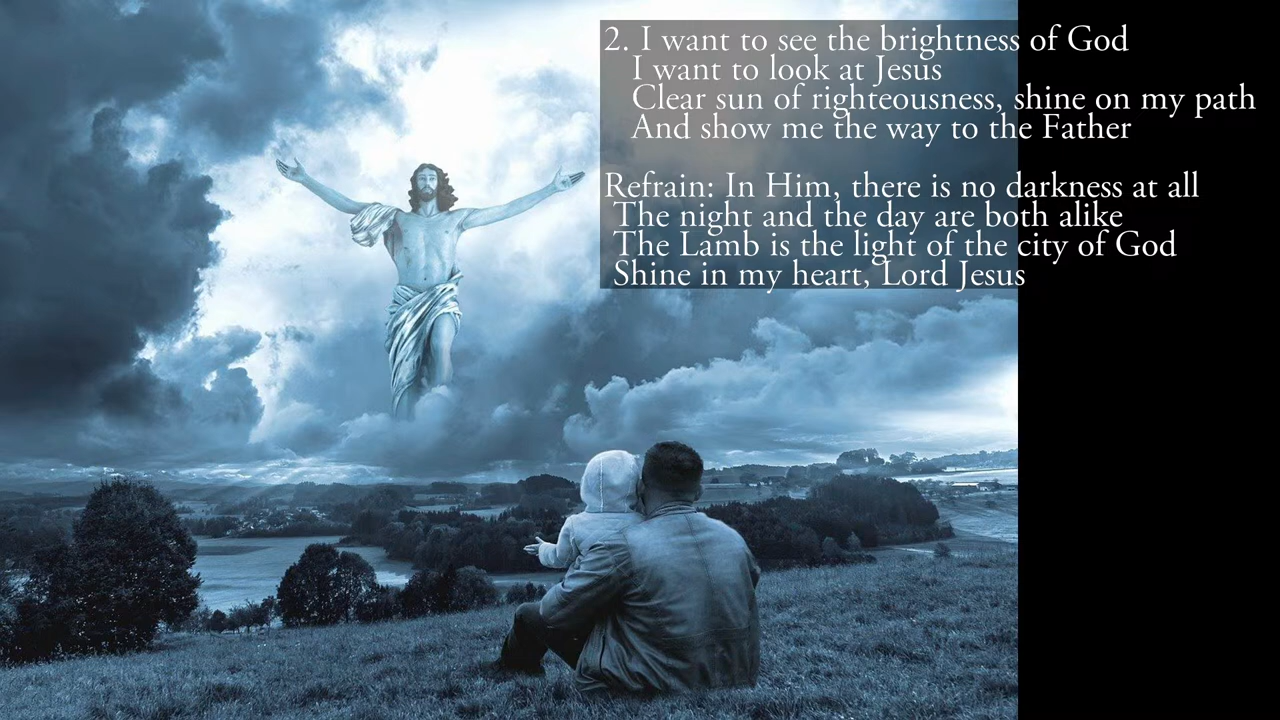 2. I want to see the brightness of God
I want to look at Jesus
Clear sun of righteousness, shine on my path
And show me the way to the Father
Refrain: In Him, there is no darkness at all
The night and the day are both alike
The Lamb is the light of the city of God
Shine in my heart, Lord Jesus